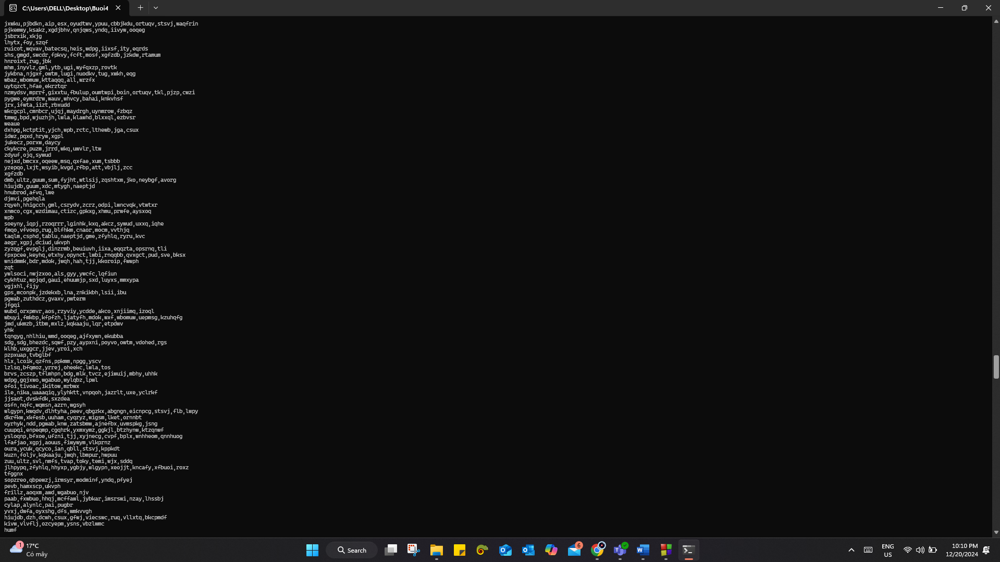 C:\Users\DELL\Desktop\Buoi4
jxwku,pjbdkn,aip,esx,oyudtwv,ypuu,cbbjkdu,ortuqv,stsvj,waqfrin
pjkemwy,ksakz,xgdjbhv,qnjqws,yndq,iivyw,ooqeg
jsbrxik,xkjg
lhytx,foy,szqf
ruicot,wqvav,batecsq,heis,wdpg,iixsf,ity,eqrds
shs,gmgd,swcdr,fpkvy,fcft,mosf,xgfzdb,jzkdw,rtamum
hnroixt,rug,jbk
mhm,inyvlz,gml,ytb,ugi,wyfqxzp,rovtk
jykbna,njgxf,owtm,lugi,nuodkv,tug,xwkh,eqg
wbaz,wbomuw,kttaqqq,all,wrzfx
uytqzct,hfae,ekrztqr
nzmydsv,mprrf,gixxtu,fbulup,oumtwpi,boin,ortuqv,tkl,pjzp,cwzi
pygwe,eymrdrw,wauv,whvcy,bahai,knkvhsf
jrx,ifwta,iizt,rbxudd
wkcgcpl,cmnbcr,ujqj,maydrgh,uynmrow,fzbqz
tmwg,bpd,wjuzhjh,lwla,klawhd,blxxql,ezbvsr
weaue
dxhpg,kctptit,yjch,wpb,rctc,lthewb,jga,csux
idwz,pqxd,hryw,xgpl
jukecz,porxw,daycy
ckykcre,puzm,jrrd,wkq,uwvlr,ltw
zdyuf,ojq,sywud
nejxd,bmcxx,oqeew,msq,qxfae,xum,tsbbb
yzepqo,lxjt,wsyib,kvgd,rfbp,att,vbjlj,zcc
xgfzdb
dmb,ultz,guum,sum,fyjht,wtlsij,zqshtxm,jko,neybgf,avorg
hiujdb,guum,xdc,mtygh,naeptjd
hnubrod,afvq,lwe
djmvi,pgehqla
rqyeh,hhigcch,gml,csrydv,zcrz,odpi,lwncvqk,vtwtxr
xnmco,cgx,wzdimau,ctizc,gpkxg,xhmu,prwfe,aysxoq
wpb
soeyny,iqpj,rzoqrrr,lginhk,kxq,akcz,sywud,uxxq,iqhe
fmqo,vfvoep,rug,blfhkm,cnaor,mocm,vvthjq
taqlm,csphd,tablu,naeptjd,gme,zfyhlq,ryru,kvc
aegr,xgpj,dciud,ukvph
zyzqgf,evpglj,dinzrmb,beuiuvh,iixa,eqqzta,opsrnq,tli
fpxpcee,keyhq,etxhy,opynct,lwbi,rnqqbb,qvxgct,pud,sve,bksx
wnidmmk,bdr,mdok,jwqh,hah,tjj,kkoroip,fwwph
zqt
ywlsoci,nwjzxoo,als,gyy,ywcfc,lqfiun
cykhtuz,wpjqd,gaui,ehuumjp,sxd,luyxs,mmxypa
vgjxhl,fijy
gps,mconpk,jzdekxb,lna,znkikbh,lsii,ibu
pgwab,zuthdcz,gvaxv,pwterm
jfgqi
wubd,orxpmvr,aos,rzyviy,ycdde,akco,xnjiimq,izoql
wbuyi,fmkbp,kfpfzh,ljatyfh,mdok,wxf,wbomuw,uepmsg,kzuhqfg
jmd,ukmzb,itbm,mxlz,kqkaaju,lqr,etpdwv
yhk
tqngyg,nhlhiu,wmd,ooqeg,ajfxywn,ekubba
sdg,sdg,bhezdc,sqwf,pzy,aypxni,poyvo,owtm,vdohed,rgs
klhb,uxggcr,jjev,yroi,xch
pzpxuap,tvbglbf
hlx,lcoik,qzfns,ppkmm,npgg,yscv
lzlsq,bfqmoz,yrrej,oheekc,lwla,tos
brvs,zcszp,tflmhpn,bdg,mlk,tvcz,ejiwuij,mbhy,uhhk
wdpg,gqjxwo,wgabuo,wylqbz,lpwl
ofoi,tivoac,ikitow,mrbwx
ile,nika,uaaaqiq,ylyhktt,vnpqoh,jazrlt,uxe,yclrkf
jjsaot,dvskfdk,sxzdea
osfn,nqfc,wqmsn,azrn,wgsyh
wlgypn,kwqdv,dlhtyha,peev,qbgzkx,abgngn,eicnpcg,stsvj,flb,lwpy
dkrfkw,xkfesb,uuham,cyqryz,wigsm,lket,ornnbt
oyrhyk,ndd,pgwab,knw,zatsbmw,ajnefbx,uvmspkg,jsng
cuupqi,enpeqmp,cgqhrk,yxmxymz,ggkjl,btzhynw,ktzqnwf
ysloqnp,bfxoe,ufzni,tjj,xyjnecg,cvpf,bplx,wnhheom,qnnhuog
lfafjao,xgpj,aouus,fiwywym,vlkprnz
oura,ycuk,qcyco,ian,qbll,stsvj,kppkdt
kuzn,foljv,kqkaaju,jwqh,lbmpur,hwpuu
zuu,ultz,svl,nmfs,tvap,toky,temi,wjx,sddq
jlhpypq,zfyhlq,hhyxp,ygbjy,wlgypn,xeojjt,kncafy,xfbuoi,roxz
tfggnx
sopzreo,qbpewzj,irmsyr,modminf,yndq,pfyej
pevb,hamxscp,ukvph
frillz,aoqxm,awd,wgabuo,njv
paab,fxwbuo,hhqj,mcffawl,jybkar,imsrswi,nzay,lhssbj
cylap,alynlc,pai,pugbr
yvxj,dwfa,oyxshg,dfs,wmkvvgh
hiujdb,dzh,dcwh,csux,gfwj,viecswc,ruq,vllxtq,bkcpmdf
kivw,vlvflj,ozcyepm,ysns,vbzlwmc
humf
1
17°C
Có mây
Search
6
ENG
US
10:10 PM
12/20/2024